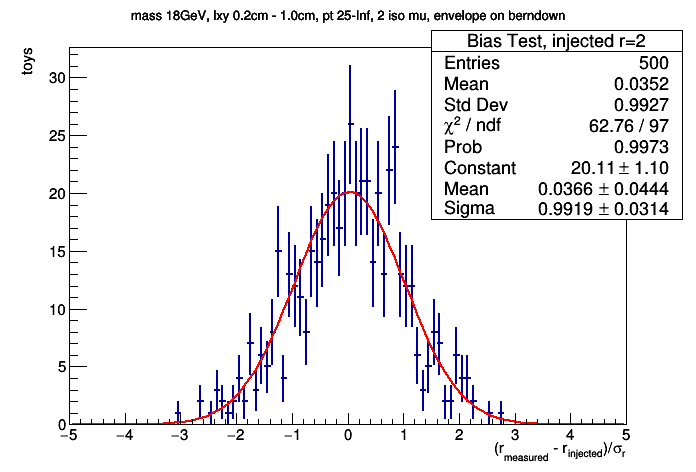 mass 18GeV, lxy 0.2cm - 1.0cm, pt 25-Inf, 2 iso mu, envelope on berndown
Bias Test, injected r=2
Entries 500
Mean 0.0352
Std Dev 0.9927
χ² / ndf 62.76 / 97
Prob 0.9973
Constant 20.11 ± 1.10
Mean 0.0366 ± 0.0444
Sigma 0.9919 ± 0.0314
toys
30
25
20
15
10
5
0
−5 −4 −3 −2 −1 0 1 2 3 4 5
(r_measured - r_injected)/σ_r